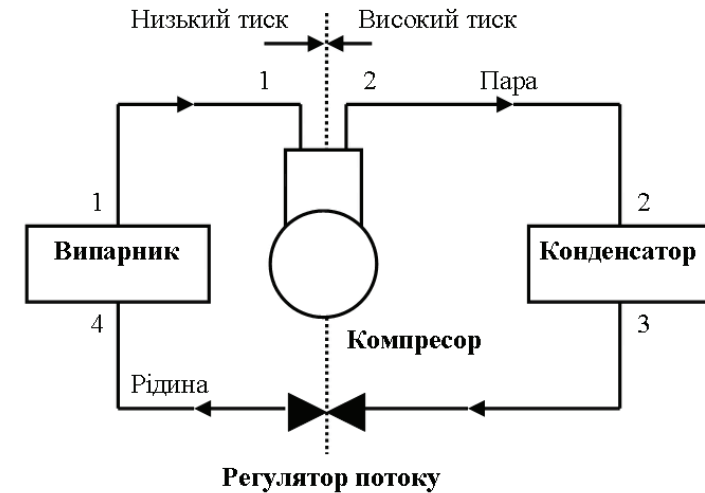 Низький тиск Високий тиск
1 2 Пара
1 2
Випарник Конденсатор
4 3
Компресор
Рідина
Регулятор потоку